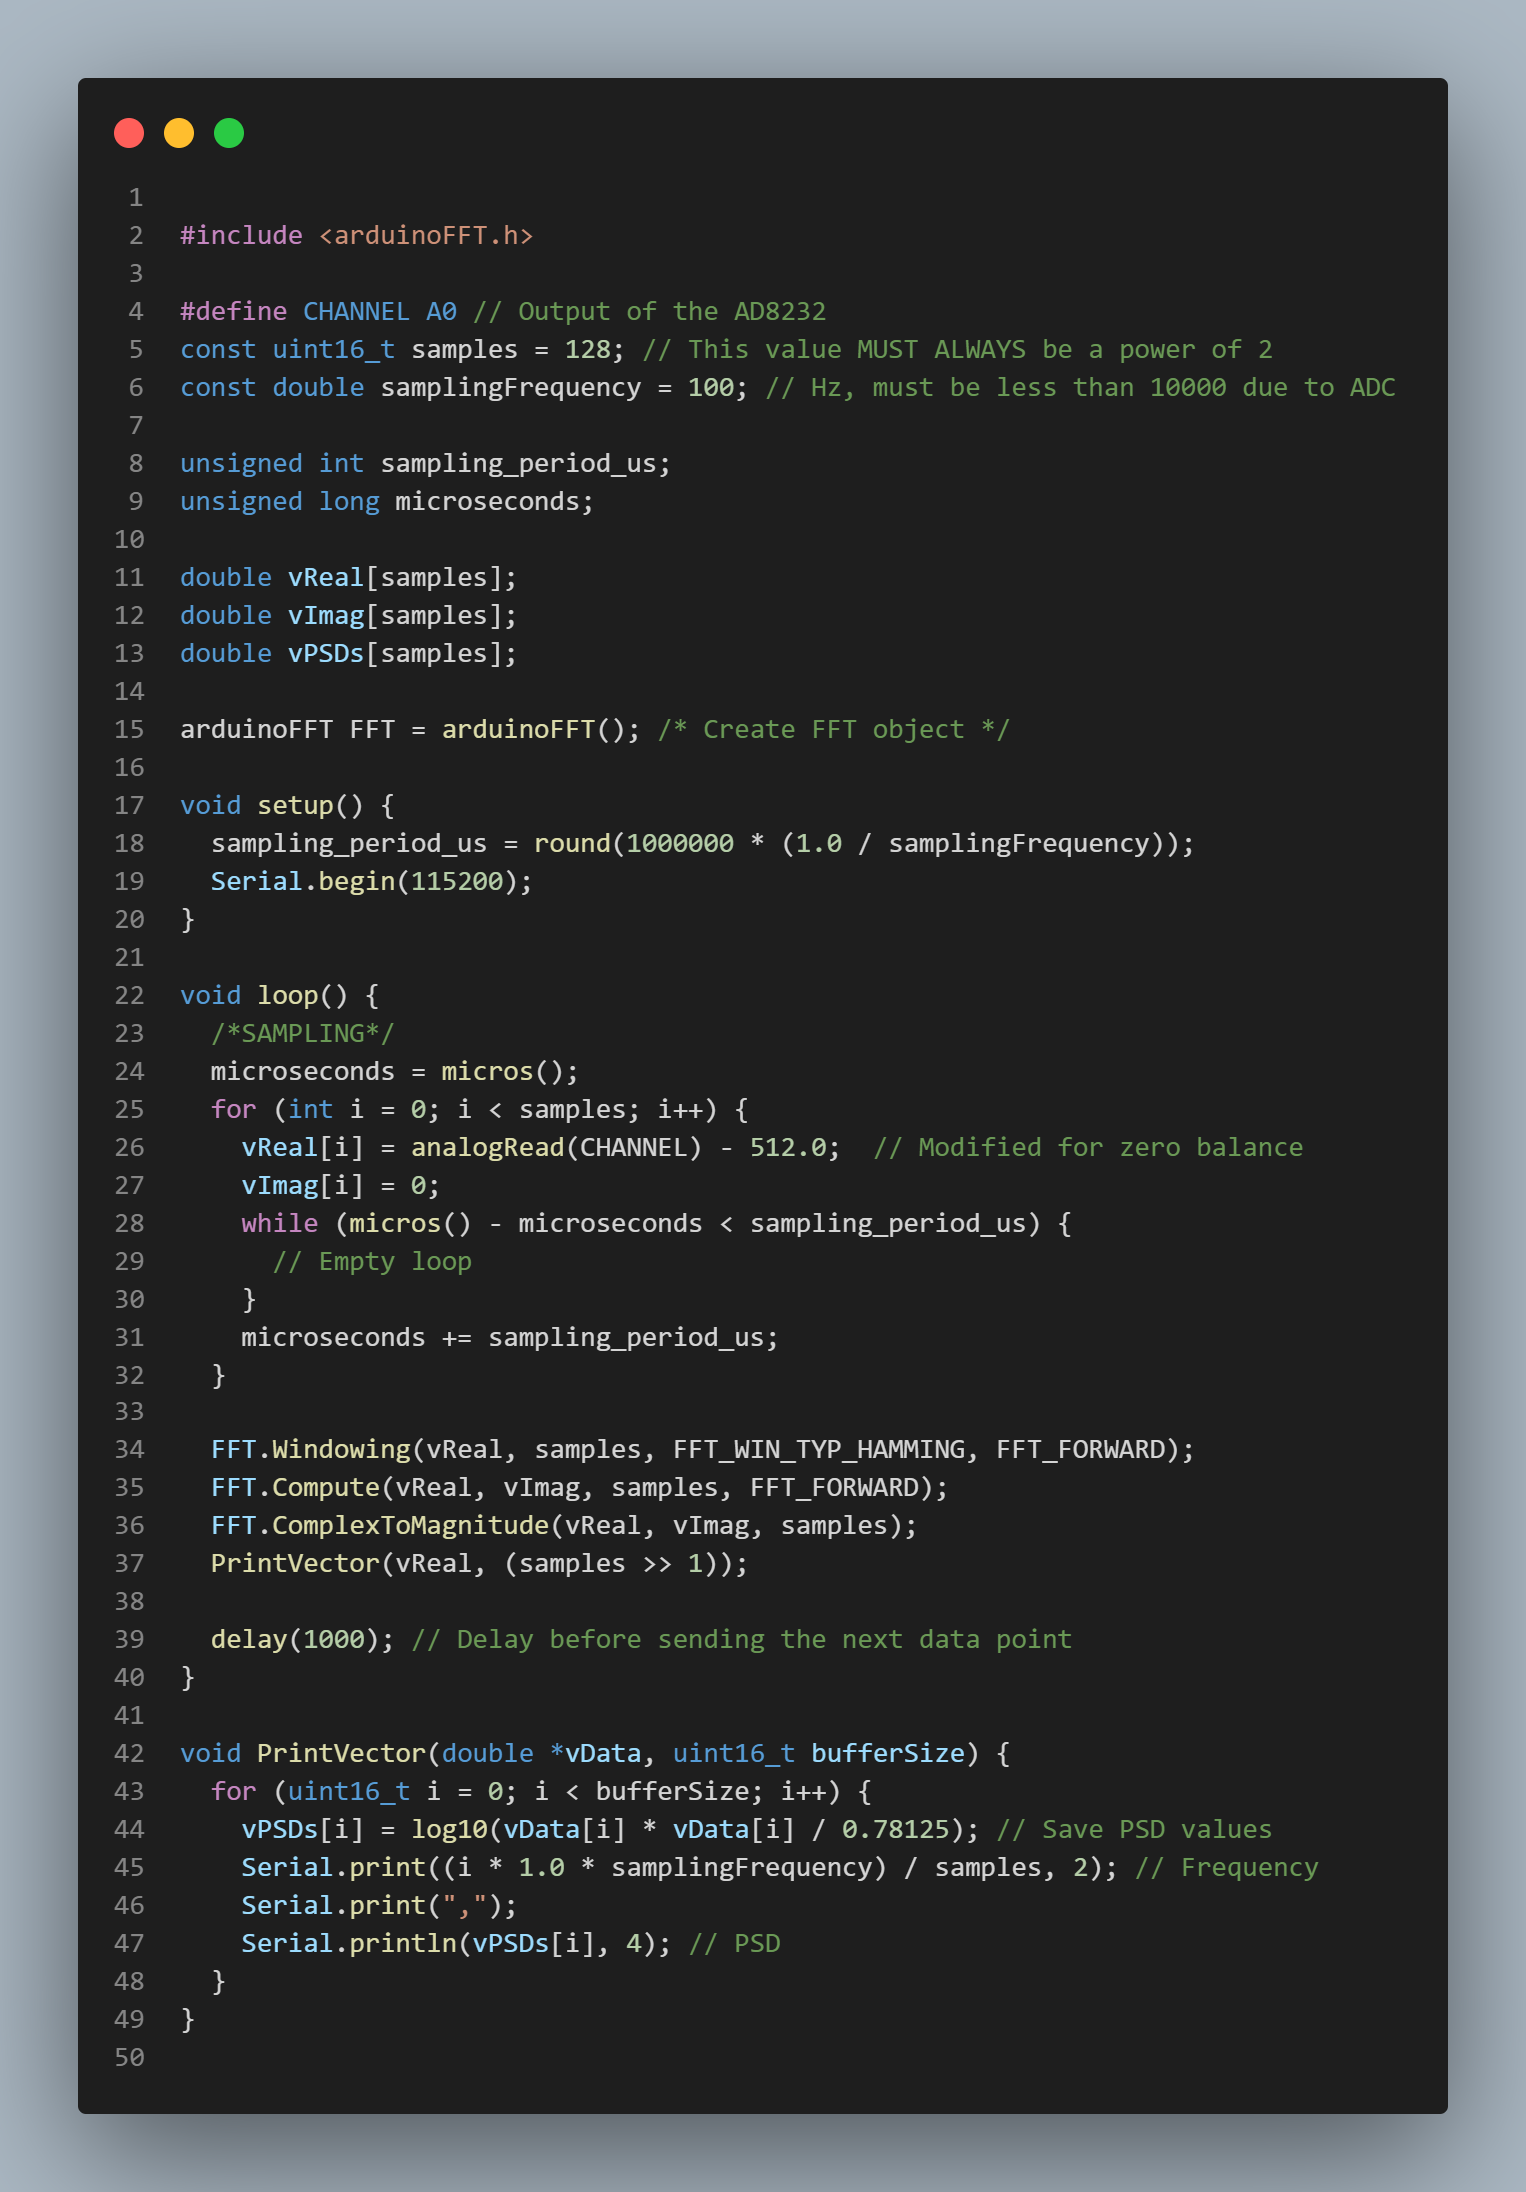 1
2 #include <arduinoFFT.h>
3
4 #define CHANNEL A0 // Output of the AD8232
5 const uint16_t samples = 128; // This value MUST ALWAYS be a power of 2
6 const double samplingFrequency = 100; // Hz, must be less than 10000 due to ADC
7
8 unsigned int sampling_period_us;
9 unsigned long microseconds;
10
11 double vReal[samples];
12 double vImag[samples];
13 double vPSDs[samples];
14
15 arduinoFFT FFT = arduinoFFT(); /* Create FFT object */
16
17 void setup() {
18   sampling_period_us = round(1000000 * (1.0 / samplingFrequency));
19   Serial.begin(115200);
20 }
21
22 void loop() {
23   /*SAMPLING*/
24   microseconds = micros();
25   for (int i = 0; i < samples; i++) {
26     vReal[i] = analogRead(CHANNEL) - 512.0;  // Modified for zero balance
27     vImag[i] = 0;
28     while (micros() - microseconds < sampling_period_us) {
29       // Empty loop
30     }
31     microseconds += sampling_period_us;
32   }
33
34   FFT.Windowing(vReal, samples, FFT_WIN_TYP_HAMMING, FFT_FORWARD);
35   FFT.Compute(vReal, vImag, samples, FFT_FORWARD);
36   FFT.ComplexToMagnitude(vReal, vImag, samples);
37   PrintVector(vReal, (samples >> 1));
38
39   delay(1000); // Delay before sending the next data point
40 }
41
42 void PrintVector(double *vData, uint16_t bufferSize) {
43   for (uint16_t i = 0; i < bufferSize; i++) {
44     vPSDs[i] = log10(vData[i] * vData[i] / 0.78125); // Save PSD values
45     Serial.print((i * 1.0 * samplingFrequency) / samples, 2); // Frequency
46     Serial.print(",");
47     Serial.println(vPSDs[i], 4); // PSD
48   }
49 }
50